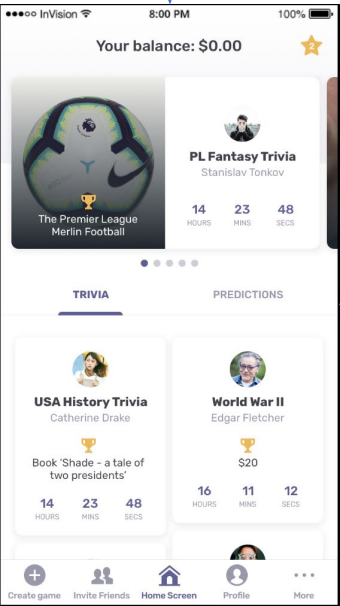 InVision
8:00 PM
100%
Your balance: $0.00
2
The Premier League
Merlin Football
PL Fantasy Trivia
Stanislav Tonkov
14 23 48
HOURS MINS SECS
TRIVIA
PREDICTIONS
USA History Trivia
Catherine Drake
Book ‘Shade - a tale of
two presidents’
14 23 48
HOURS MINS SECS
World War II
Edgar Fletcher
$20
16 11 12
HOURS MINS SECS
Create game
Invite Friends
Home Screen
Profile
More